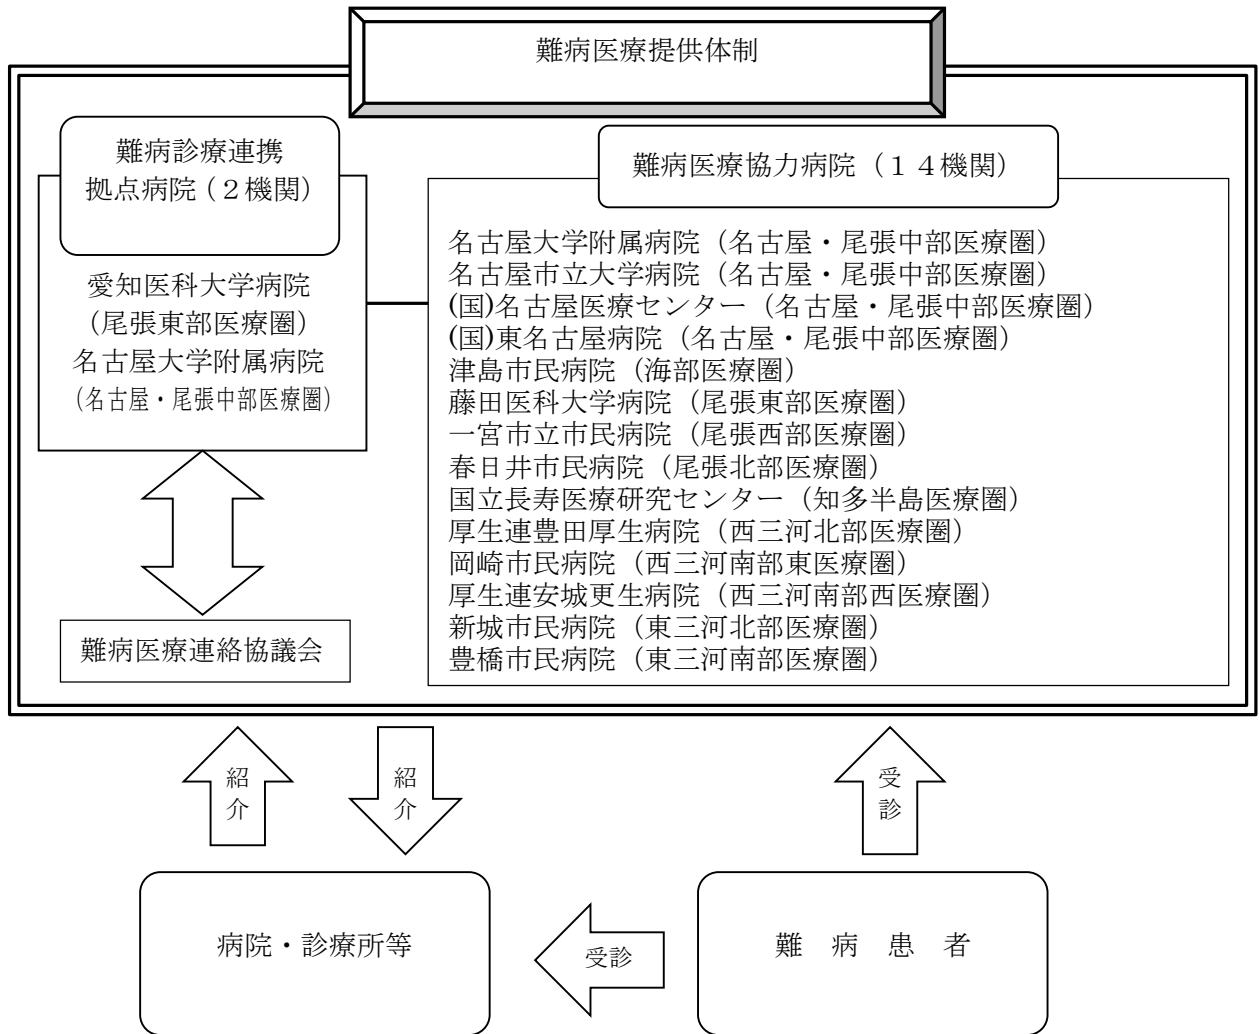 難病医療提供体制
難病診療連携
拠点病院（２機関）
愛知医科大学病院
（尾張東部医療圏）
名古屋大学附属病院
（名古屋・尾張中部医療圏）
難病医療連絡協議会
難病医療協力病院（１４機関）
名古屋大学附属病院（名古屋・尾張中部医療圏）
名古屋市立大学病院（名古屋・尾張中部医療圏）
(国)名古屋医療センター（名古屋・尾張中部医療圏）
(国)東名古屋病院（名古屋・尾張中部医療圏）
津島市民病院（海部医療圏）
藤田医科大学病院（尾張東部医療圏）
一宮市立市民病院（尾張西部医療圏）
春日井市民病院（尾張北部医療圏）
国立長寿医療研究センター（知多半島医療圏）
厚生連豊田厚生病院（西三河北部医療圏）
岡崎市民病院（西三河南部東医療圏）
厚生連安城更生病院（西三河南部西医療圏）
新城市民病院（東三河北部医療圏）
豊橋市民病院（東三河南部医療圏）
紹介
紹介
受診
病院・診療所等
受診
難　病　患　者